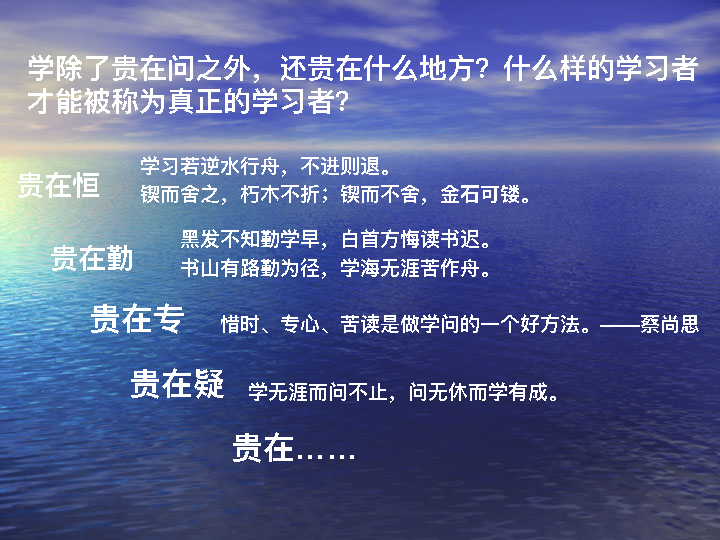 学除了贵在问之外，还贵在什么地方？什么样的学习者
才能被称为真正的学习者？
贵在恒
学习若逆水行舟，不进则退。
锲而舍之，朽木不折；锲而不舍，金石可镂。
贵在勤
黑发不知勤学早，白首方悔读书迟。
书山有路勤为径，学海无涯苦作舟。
贵在专
惜时、专心、苦读是做学问的一个好方法。——蔡尚思
贵在疑
学无涯而问不止，问无休而学有成。
贵在……